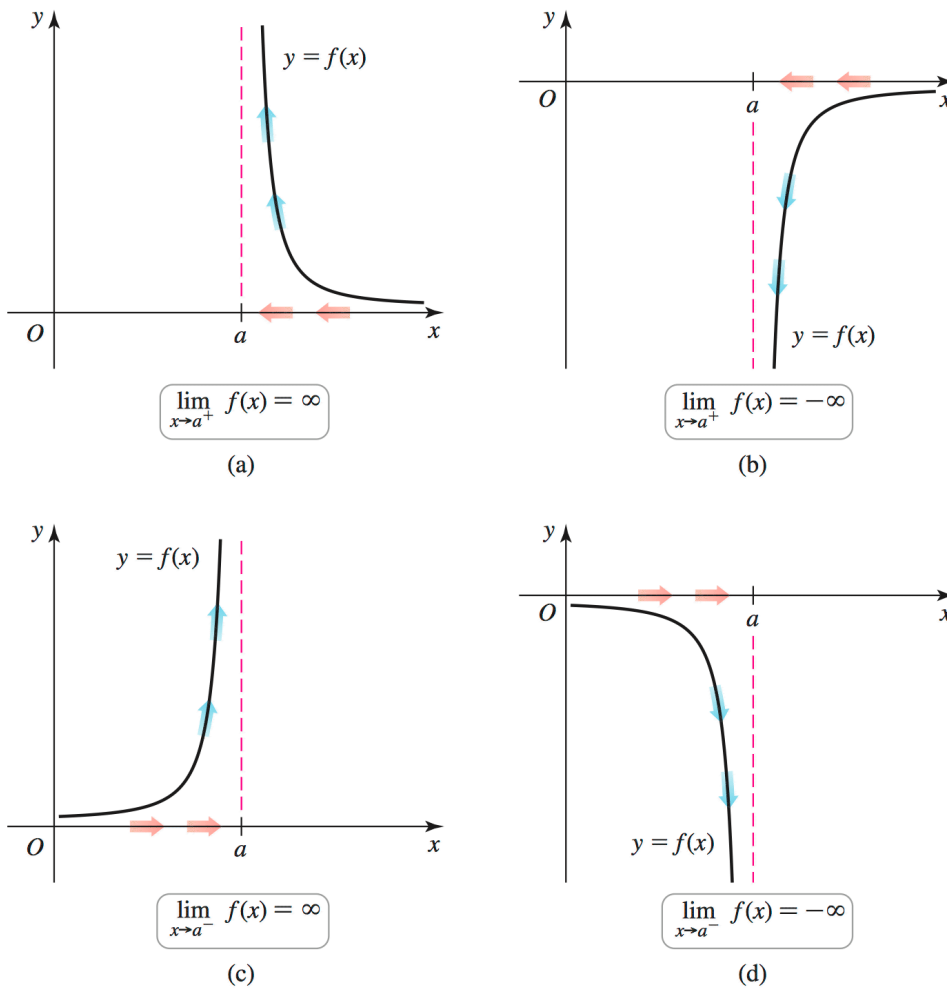 y
y = f(x)
O
a
x
lim f(x) = ∞
x→a⁺
(a)
y
O
a
x
y = f(x)
lim f(x) = −∞
x→a⁺
(b)
y
y = f(x)
O
a
x
lim f(x) = ∞
x→a⁻
(c)
y
O
a
x
y = f(x)
lim f(x) = −∞
x→a⁻
(d)